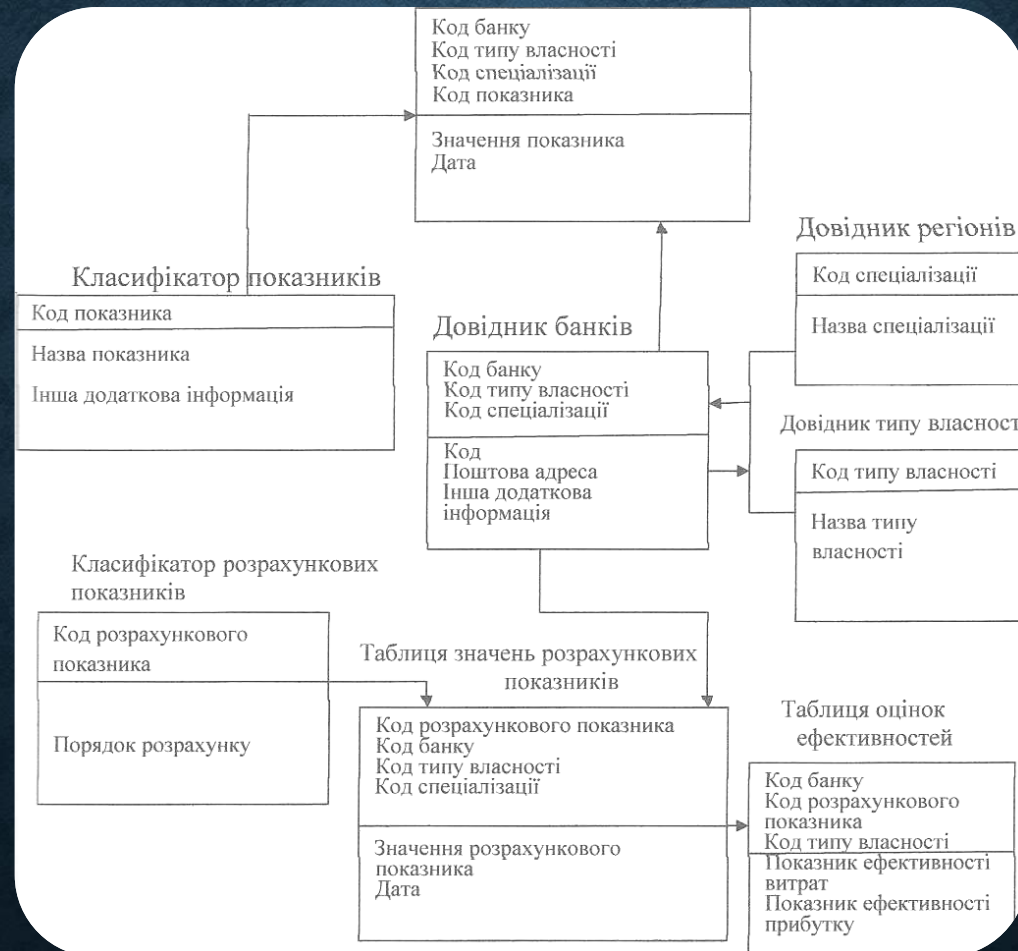 Код банку
Код типу власності
Код спеціалізації
Код показника
Значення показника
Дата
Довідник регіонів
Код спеціалізації
Назва спеціалізації
Класифікатор показників
Код показника
Назва показника
Інша додаткова інформація
Довідник банків
Код банку
Код типу власності
Код спеціалізації
Код
Поштова адреса
Інша додаткова
інформація
Довідник типу власност
Код типу власності
Назва типу
власності
Класифікатор розрахункових
показників
Код розрахункового
показника
Порядок розрахунку
Таблиця значень розрахункових
показників
Код розрахункового показника
Код банку
Код типу власності
Код спеціалізації
Значення розрахункового
показника
Дата
Таблиця оцінок
ефективностей
Код банку
Код розрахункового
показника
Код типу власності
Показник ефективності
витрат
Показник ефективності
прибутку